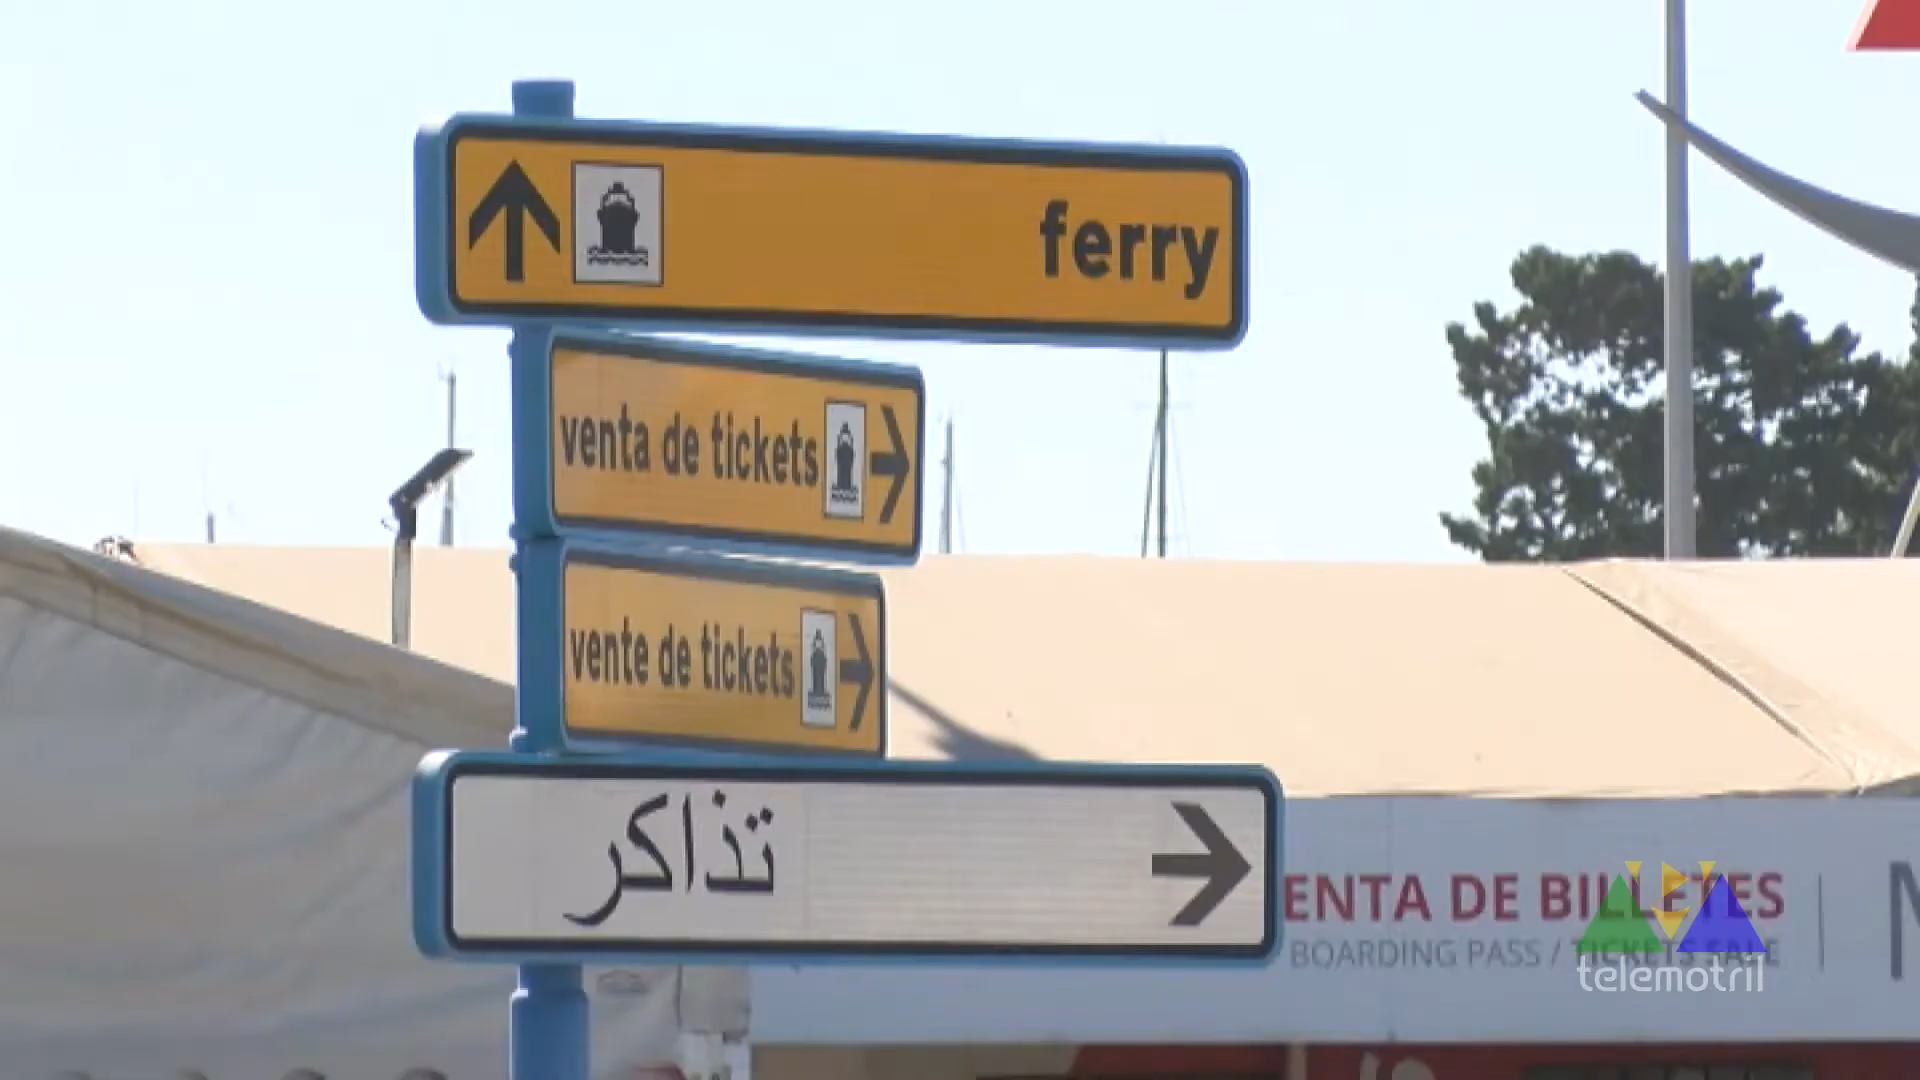 ferry
venta de tickets
vente de tickets
تذاكر
ENTA DE BILLETES
BOARDING PASS / TICKETS SALE
telemotril